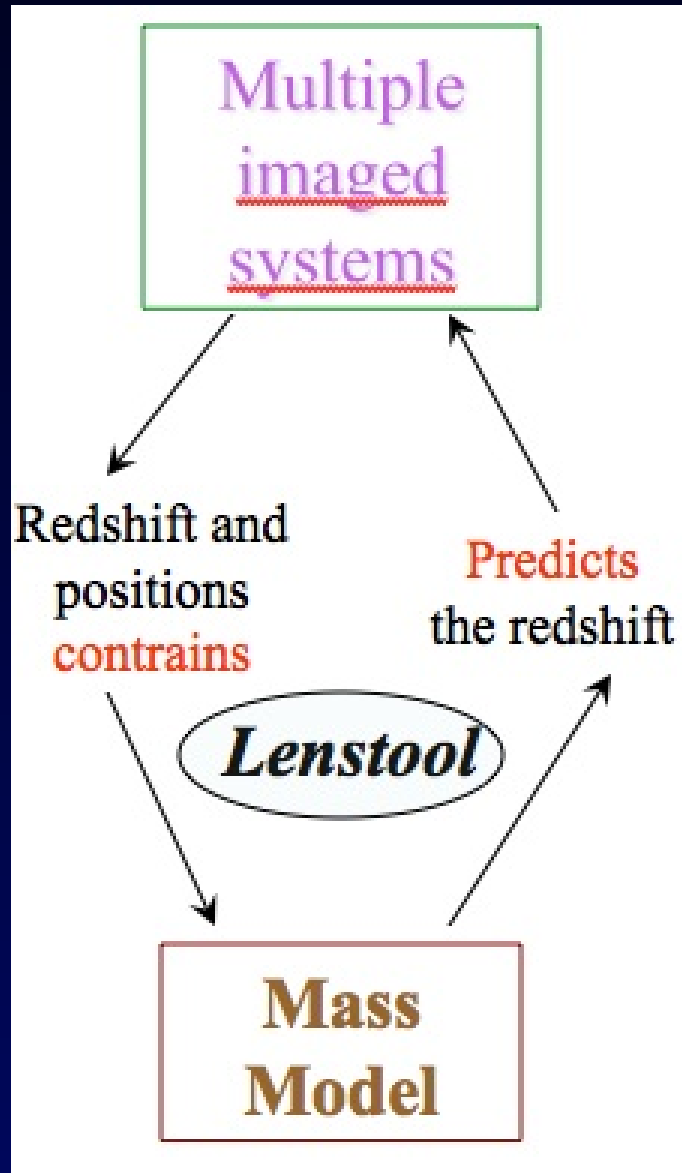 Multiple
imaged
systems
Redshift and
positions
contrains
Predicts
the redshift
Lenstool
Mass
Model